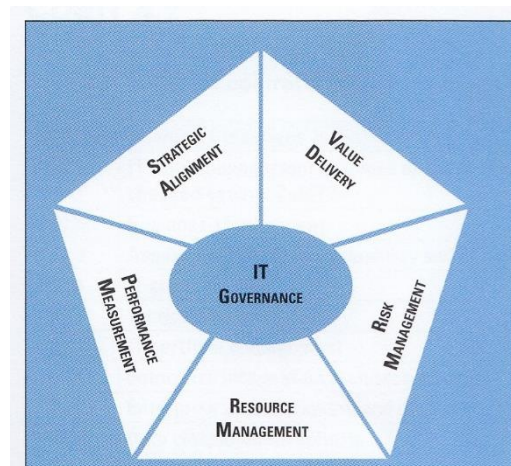 STRATEGIC
ALIGNMENT
VALUE
DELIVERY
IT
GOVERNANCE
PERFORMANCE
MEASUREMENT
RISK
MANAGEMENT
RESOURCE
MANAGEMENT